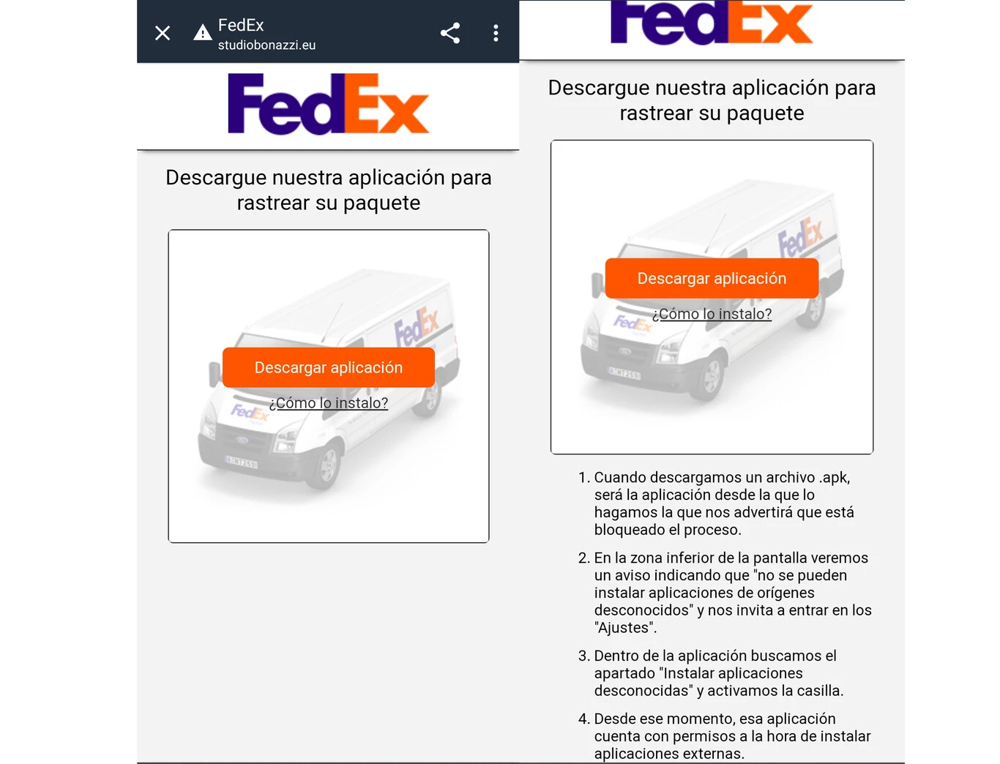 FedEx
studiobonazzi.eu
FedEx
Descargue nuestra aplicación para
rastrear su paquete
FedEx
Descargar aplicación
¿Cómo lo instalo?
FedEx
FedEx
Descargue nuestra aplicación para
rastrear su paquete
FedEx
Descargar aplicación
¿Cómo lo instalo?
FedEx
1. Cuando descargamos un archivo .apk,
será la aplicación desde la que lo
hagamos la que nos advertirá que está
bloqueado el proceso.
2. En la zona inferior de la pantalla veremos
un aviso indicando que "no se pueden
instalar aplicaciones de orígenes
desconocidos" y nos invita a entrar en los
"Ajustes".
3. Dentro de la aplicación buscamos el
apartado "Instalar aplicaciones
desconocidas" y activamos la casilla.
4. Desde ese momento, esa aplicación
cuenta con permisos a la hora de instalar
aplicaciones externas.